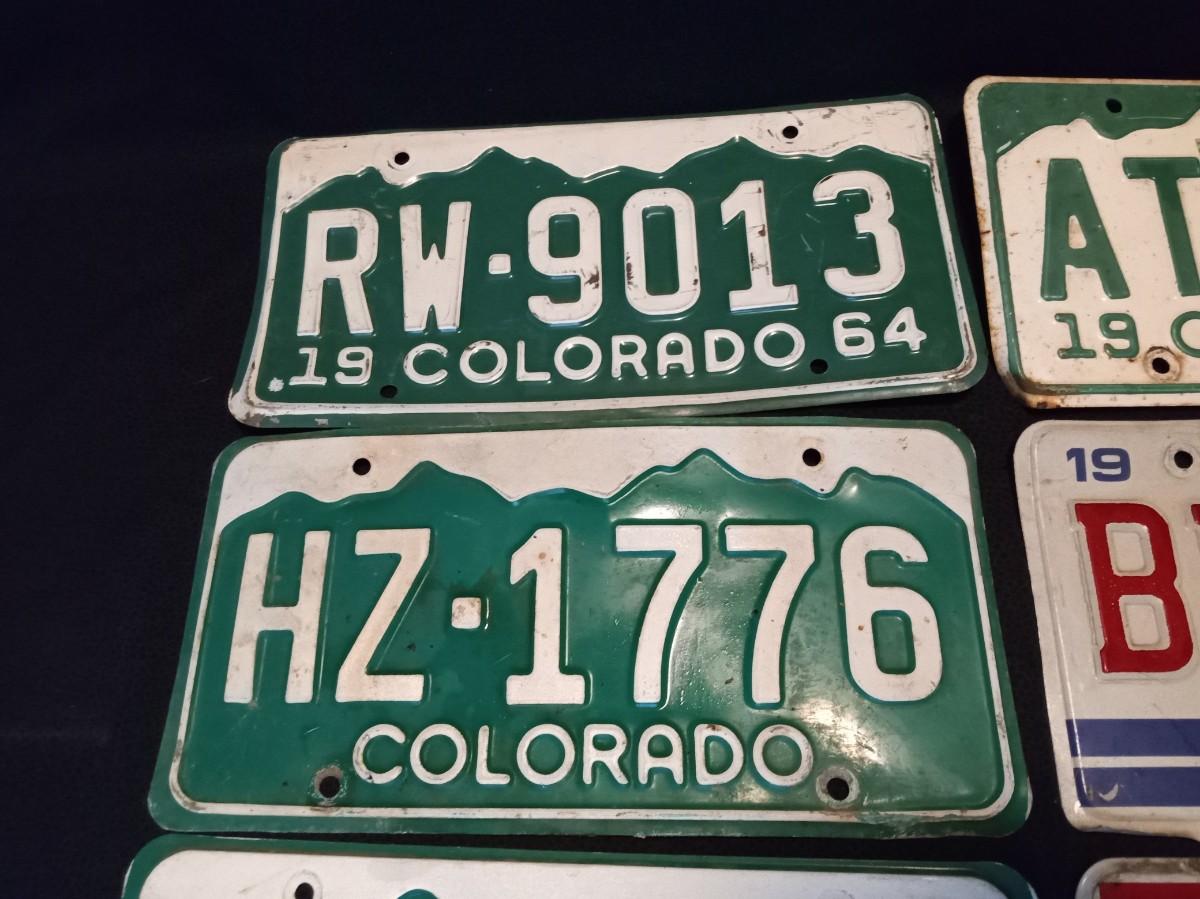 RW·9013
19 COLORADO 64
HZ·1776
COLORADO
AT
19
19
B